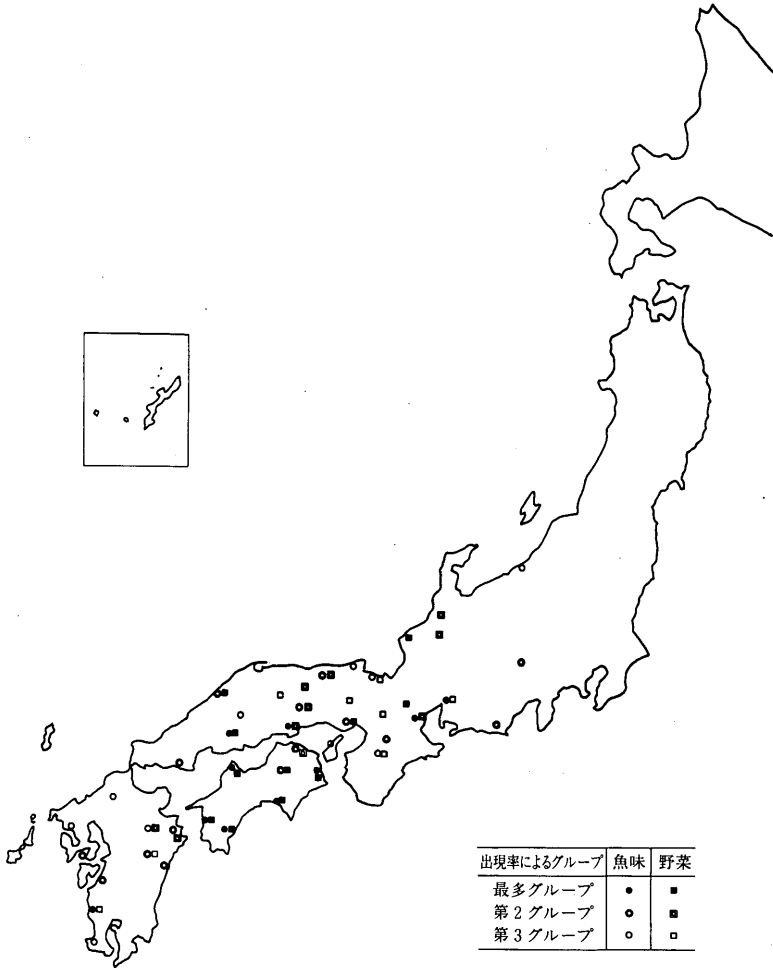 出現率によるグループ 魚味 野菜
最多グループ ● ■
第2グループ ◎ ▣
第3グループ ○ □